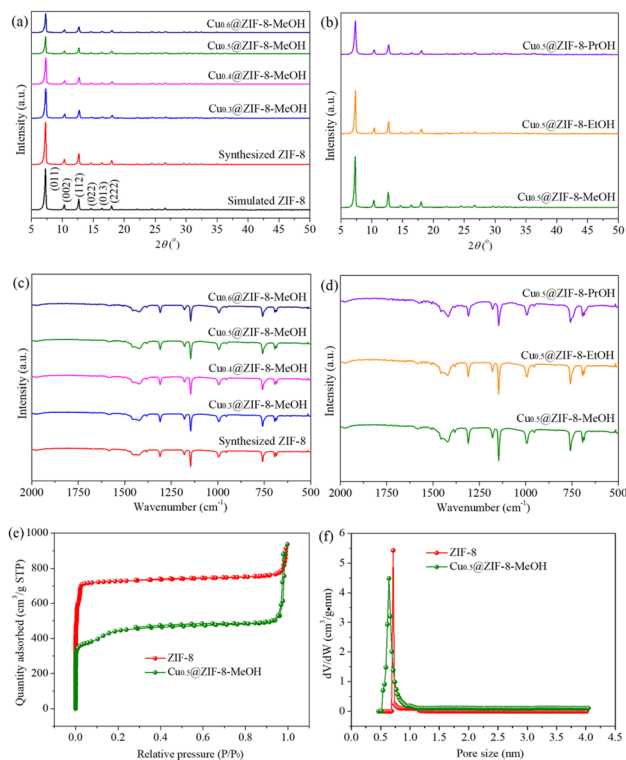 (a)
Cu0.6@ZIF-8-MeOH
Cu0.5@ZIF-8-MeOH
Cu0.4@ZIF-8-MeOH
Cu0.3@ZIF-8-MeOH
Synthesized ZIF-8
(011)
(002)
(112)
(022)
(013)
(222)
Simulated ZIF-8
Intensity (a.u.)
5 10 15 20 25 30 35 40 45 50
2θ (°)
(b)
Cu0.5@ZIF-8-PrOH
Cu0.5@ZIF-8-EtOH
Cu0.5@ZIF-8-MeOH
Intensity (a.u.)
5 10 15 20 25 30 35 40 45 50
2θ (°)
(c)
Cu0.6@ZIF-8-MeOH
Cu0.5@ZIF-8-MeOH
Cu0.4@ZIF-8-MeOH
Cu0.3@ZIF-8-MeOH
Synthesized ZIF-8
Intensity (a.u.)
2000 1750 1500 1250 1000 750 500
Wavenumber (cm⁻¹)
(d)
Cu0.5@ZIF-8-PrOH
Cu0.5@ZIF-8-EtOH
Cu0.5@ZIF-8-MeOH
Intensity (a.u.)
2000 1750 1500 1250 1000 750 500
Wavenumber (cm⁻¹)
(e)
1000
800
600
400
200
0
Quantity adsorbed (cm³/g STP)
ZIF-8
Cu0.5@ZIF-8-MeOH
0.0 0.2 0.4 0.6 0.8 1.0
Relative pressure (P/P₀)
(f)
6
5
4
3
2
1
0
dV/dW (cm³/g•nm)
ZIF-8
Cu0.5@ZIF-8-MeOH
0.0 0.5 1.0 1.5 2.0 2.5 3.0 3.5 4.0 4.5
Pore size (nm)